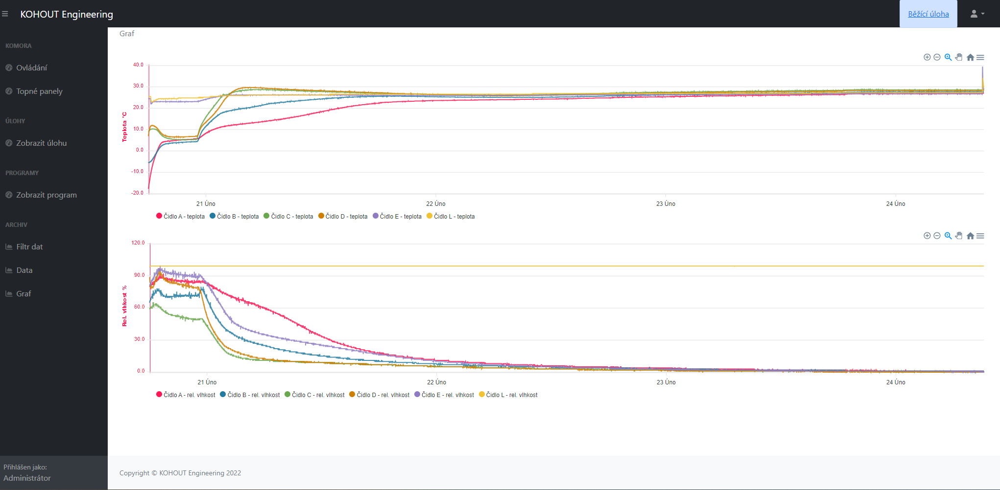 KOHOUT Engineering
Běžící úloha
KOMORA
Ovládání
Topné panely
ÚLOHY
Zobrazit úlohu
PROGRAMY
Zobrazit program
ARCHIV
Filtr dat
Data
Graf
Přihlášen jako:
Administrátor
Graf
Teplota °C
40.0
30.0
20.0
10.0
0.0
-10.0
-20.0
21 Úno 22 Úno 23 Úno 24 Úno
Čidlo A - teplota Čidlo B - teplota Čidlo C - teplota Čidlo D - teplota Čidlo E - teplota Čidlo L - teplota
Rel. vlhkost %
120.0
90.0
60.0
30.0
0.0
21 Úno 22 Úno 23 Úno 24 Úno
Čidlo A - rel. vlhkost Čidlo B - rel. vlhkost Čidlo C - rel. vlhkost Čidlo D - rel. vlhkost Čidlo E - rel. vlhkost Čidlo L - rel. vlhkost
Copyright © KOHOUT Engineering 2022